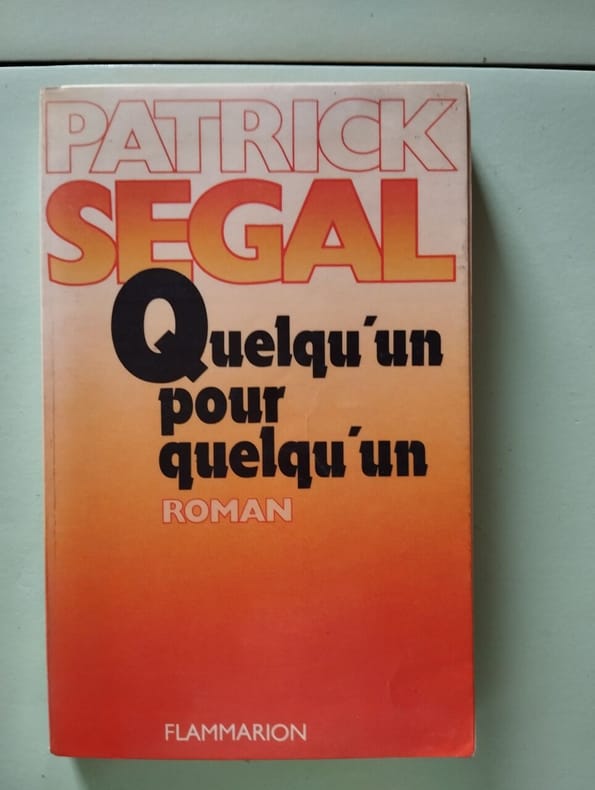 PATRICK
SEGAL
Quelqu'un
pour
quelqu'un
ROMAN
FLAMMARION